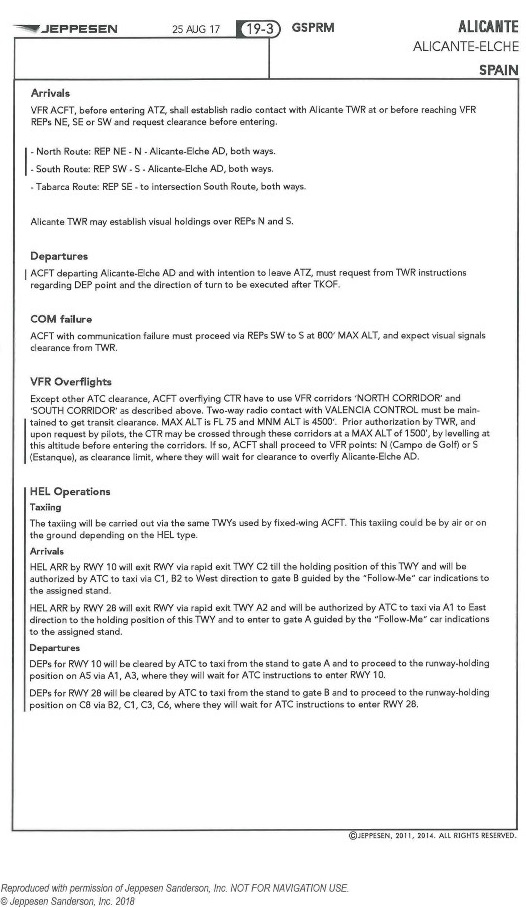 JEPPESEN 25 AUG 17 19-3 GSPRM ALICANTE
ALICANTE-ELCHE
SPAIN
Arrivals
VFR ACFT, before entering ATZ, shall establish radio contact with Alicante TWR at or before reaching VFR
REPs NE, SE or SW and request clearance before entering.
- North Route: REP NE - N - Alicante-Elche AD, both ways.
- South Route: REP SW - S - Alicante-Elche AD, both ways.
- Tabarca Route: REP SE - to intersection South Route, both ways.
Alicante TWR may establish visual holdings over REPs N and S.
Departures
ACFT departing Alicante-Elche AD and with intention to leave ATZ, must request from TWR instructions
regarding DEP point and the direction of turn to be executed after TKOF.
COM failure
ACFT with communication failure must proceed via REPs SW to S at 800' MAX ALT, and expect visual signals
clearance from TWR.
VFR Overflights
Except other ATC clearance, ACFT overflying CTR have to use VFR corridors 'NORTH CORRIDOR' and
'SOUTH CORRIDOR' as described above. Two-way radio contact with VALENCIA CONTROL must be main-
tained to get transit clearance. MAX ALT is FL 75 and MNM ALT is 4500'. Prior authorization by TWR, and
upon request by pilots, the CTR may be crossed through these corridors at a MAX ALT of 1500', by levelling at
this altitude before entering the corridors. If so, ACFT shall proceed to VFR points: N (Campo de Golf) or S
(Estanque), as clearance limit, where they will wait for clearance to overfly Alicante-Elche AD.
HEL Operations
Taxiing
The taxiing will be carried out via the same TWYs used by fixed-wing ACFT. This taxiing could be by air or on
the ground depending on the HEL type.
Arrivals
HEL ARR by RWY 10 will exit RWY via rapid exit TWY C2 till the holding position of this TWY and will be
authorized by ATC to taxi via C1, B2 to West direction to gate B guided by the "Follow-Me" car indications to
the assigned stand.
HEL ARR by RWY 28 will exit RWY via rapid exit TWY A2 and will be authorized by ATC to taxi via A1 to East
direction to the holding position of this TWY and to enter to gate A guided by the "Follow-Me" car indications
to the assigned stand.
Departures
DEPs for RWY 10 will be cleared by ATC to taxi from the stand to gate A and to proceed to the runway-holding
position on A5 via A1, A3, where they will wait for ATC instructions to enter RWY 10.
DEPs for RWY 28 will be cleared by ATC to taxi from the stand to gate B and to proceed to the runway-holding
position on C8 via B2, C1, C3, C6, where they will wait for ATC instructions to enter RWY 28.
©JEPPESEN, 2011, 2014. ALL RIGHTS RESERVED.
Reproduced with permission of Jeppesen Sanderson, Inc. NOT FOR NAVIGATION USE.
© Jeppesen Sanderson, Inc. 2018